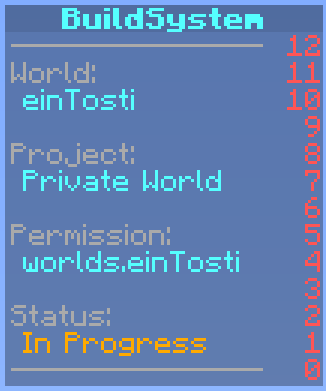 BuildSystem
12
World: 11
einTosti 10
9
Project: 8
Private World 7
6
Permission: 5
worlds.einTosti 4
3
Status: 2
In Progress 1
0